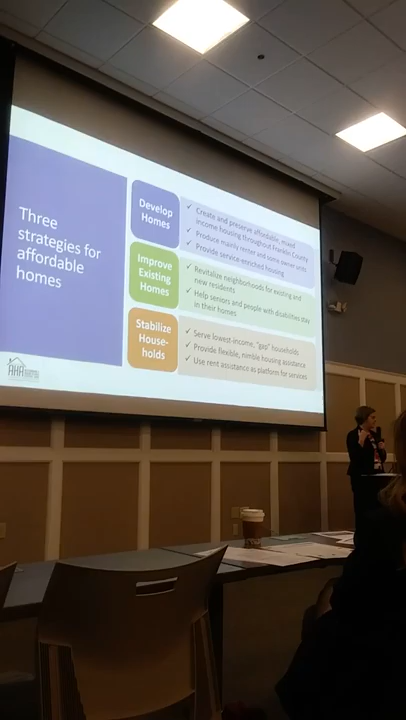 Three
strategies for
affordable
homes
Develop
Homes
✓ Create and preserve affordable, mixed
income housing throughout Franklin County
✓ Produce mainly renter and some owner units
✓ Provide service-enriched housing
Improve
Existing
Homes
✓ Revitalize neighborhoods for existing and
new residents
✓ Help seniors and people with disabilities stay
in their homes
Stabilize
House-
holds
✓ Serve lowest-income, "gap" households
✓ Provide flexible, nimble housing assistance
✓ Use rent assistance as platform for services